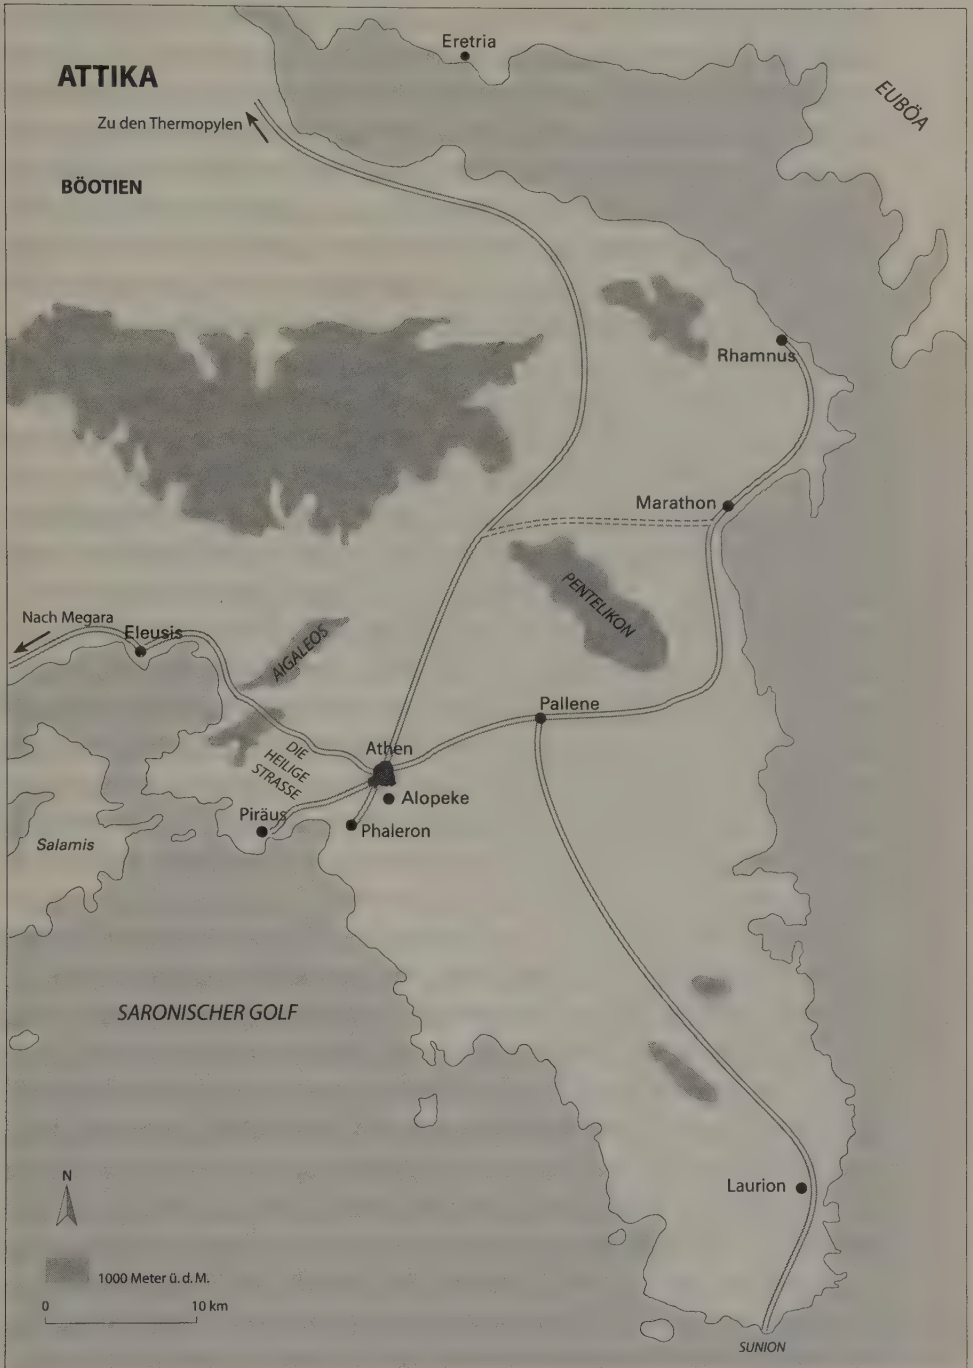 Eretria
ATTIKA
EUBÖA
Zu den Thermopylen
BÖOTIEN
Rhamnus
Marathon
PENTELIKON
Nach Megara
Eleusis
AIGALEOS
Pallene
DIE
HEILIGE
STRASSE
Athen
Alopeke
Piräus
Phaleron
Salamis
SARONISCHER GOLF
N
Laurion
1000 Meter ü. d. M.
0 10 km
SUNION